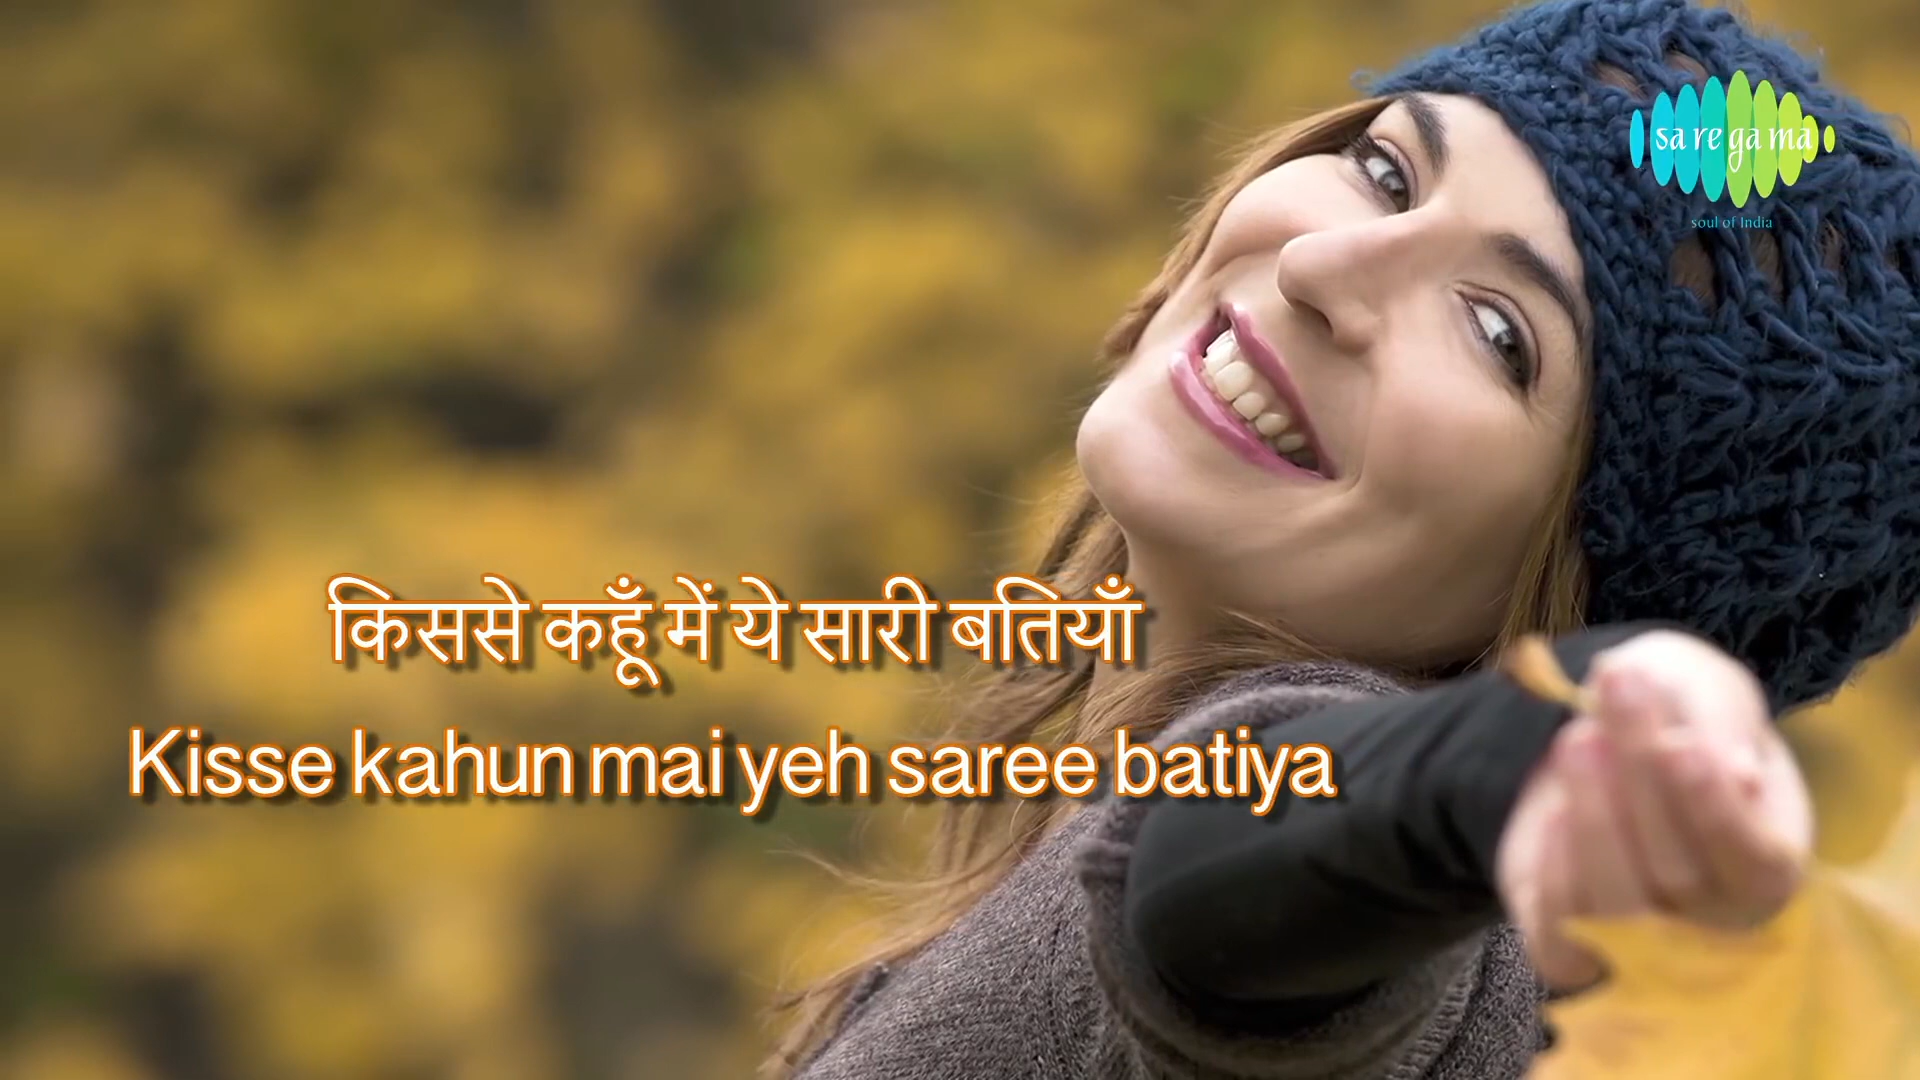 sa re ga ma
soul of India
किससे कहूँ में ये सारी बतियाँ
Kisse kahun mai yeh saree batiya